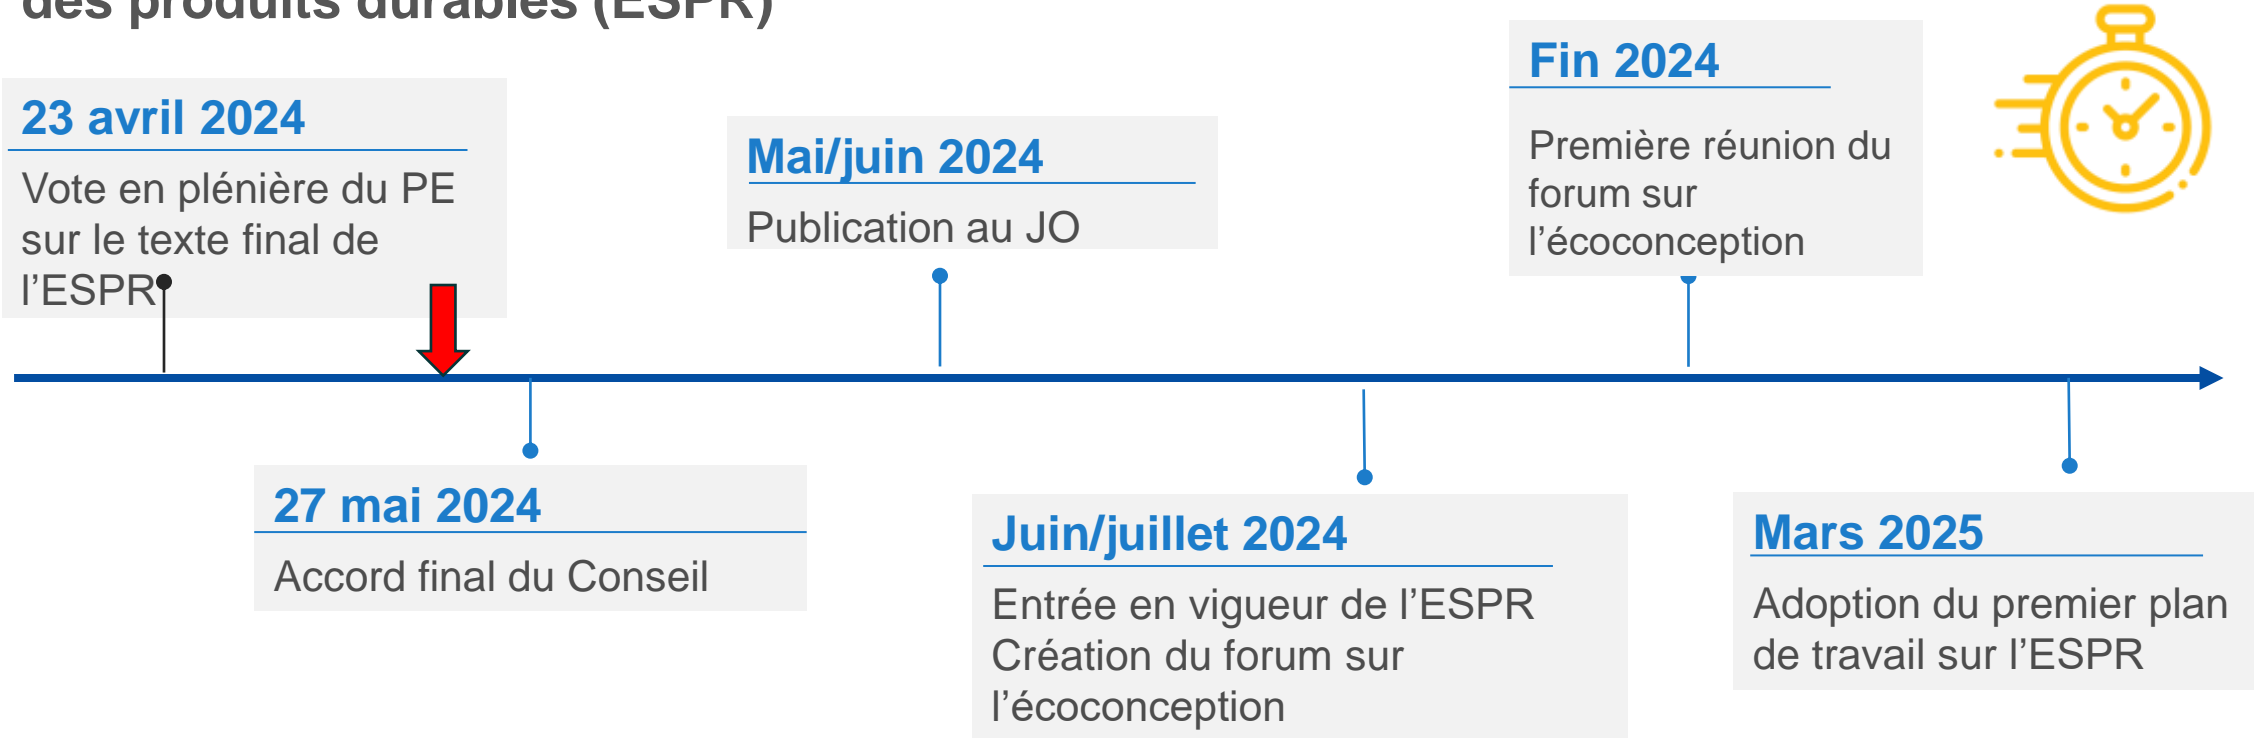 des produits durables (ESPR)
23 avril 2024
Vote en plénière du PE
sur le texte final de
l’ESPR
Mai/juin 2024
Publication au JO
Fin 2024
Première réunion du
forum sur
l’écoconception
27 mai 2024
Accord final du Conseil
Juin/juillet 2024
Entrée en vigueur de l’ESPR
Création du forum sur
l’écoconception
Mars 2025
Adoption du premier plan
de travail sur l’ESPR